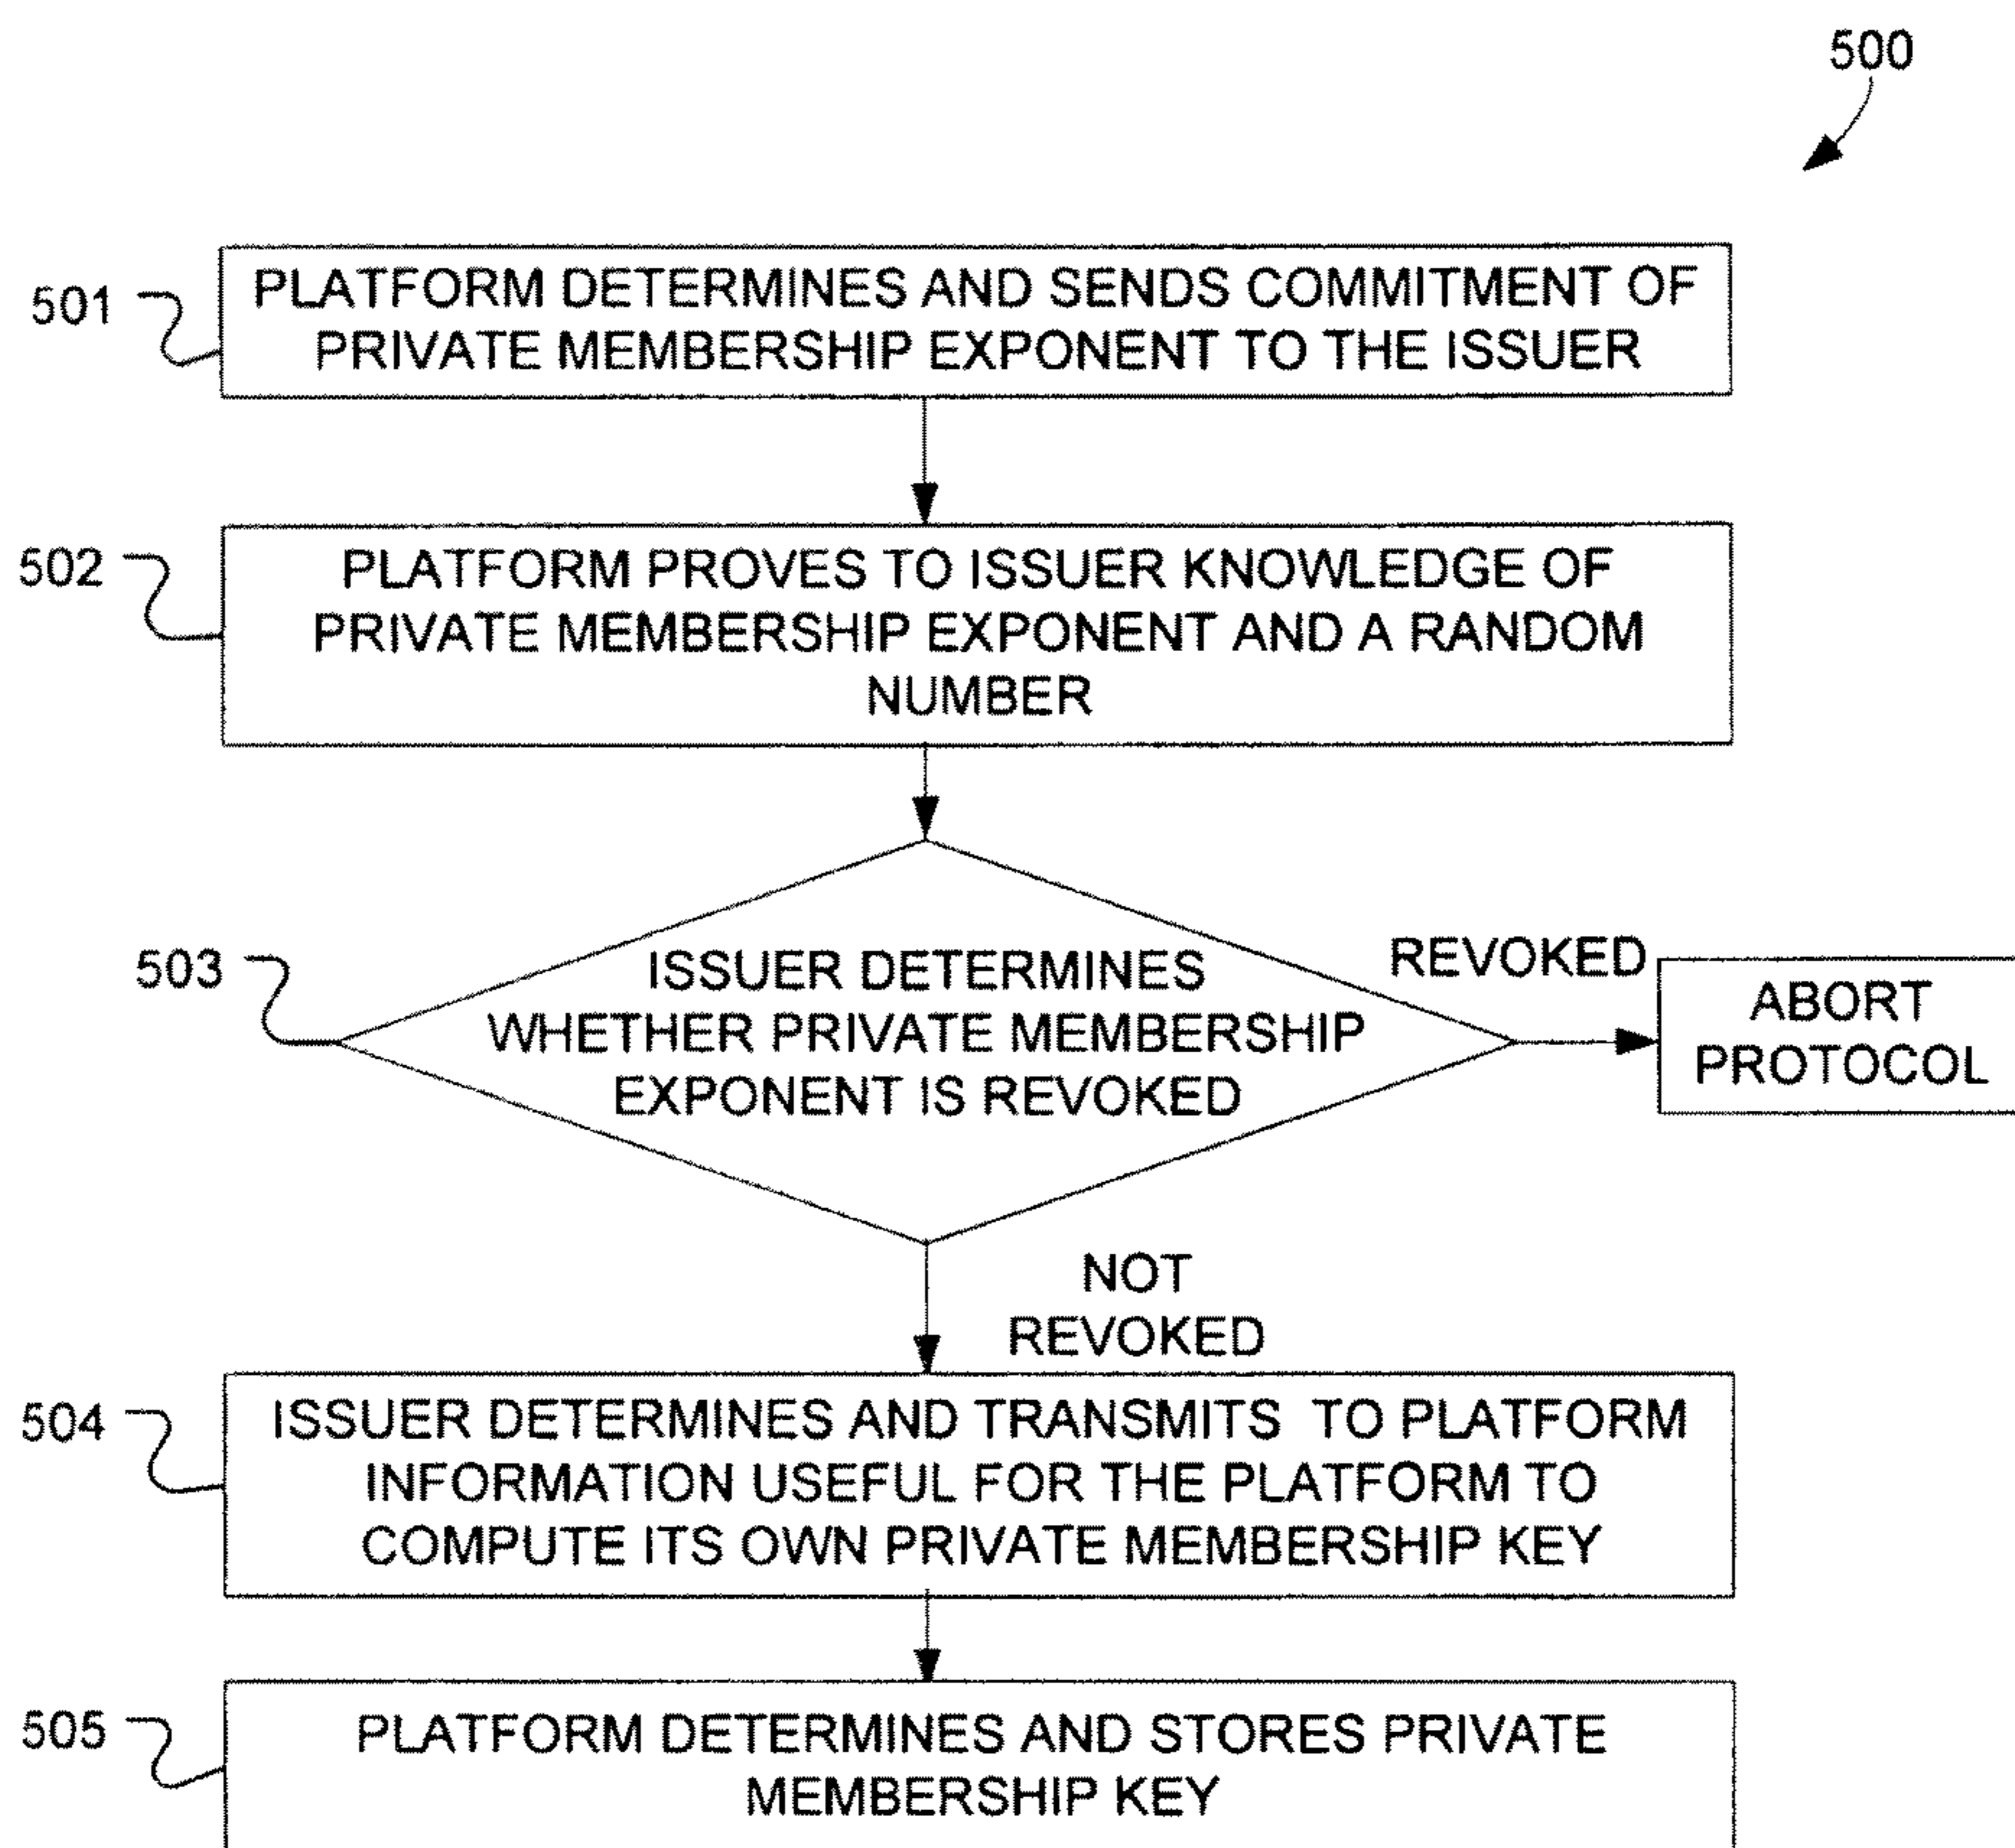 500
501
PLATFORM DETERMINES AND SENDS COMMITMENT OF
PRIVATE MEMBERSHIP EXPONENT TO THE ISSUER
502
PLATFORM PROVES TO ISSUER KNOWLEDGE OF
PRIVATE MEMBERSHIP EXPONENT AND A RANDOM
NUMBER
503
ISSUER DETERMINES
WHETHER PRIVATE MEMBERSHIP
EXPONENT IS REVOKED
REVOKED
ABORT
PROTOCOL
NOT
REVOKED
504
ISSUER DETERMINES AND TRANSMITS TO PLATFORM
INFORMATION USEFUL FOR THE PLATFORM TO
COMPUTE ITS OWN PRIVATE MEMBERSHIP KEY
505
PLATFORM DETERMINES AND STORES PRIVATE
MEMBERSHIP KEY